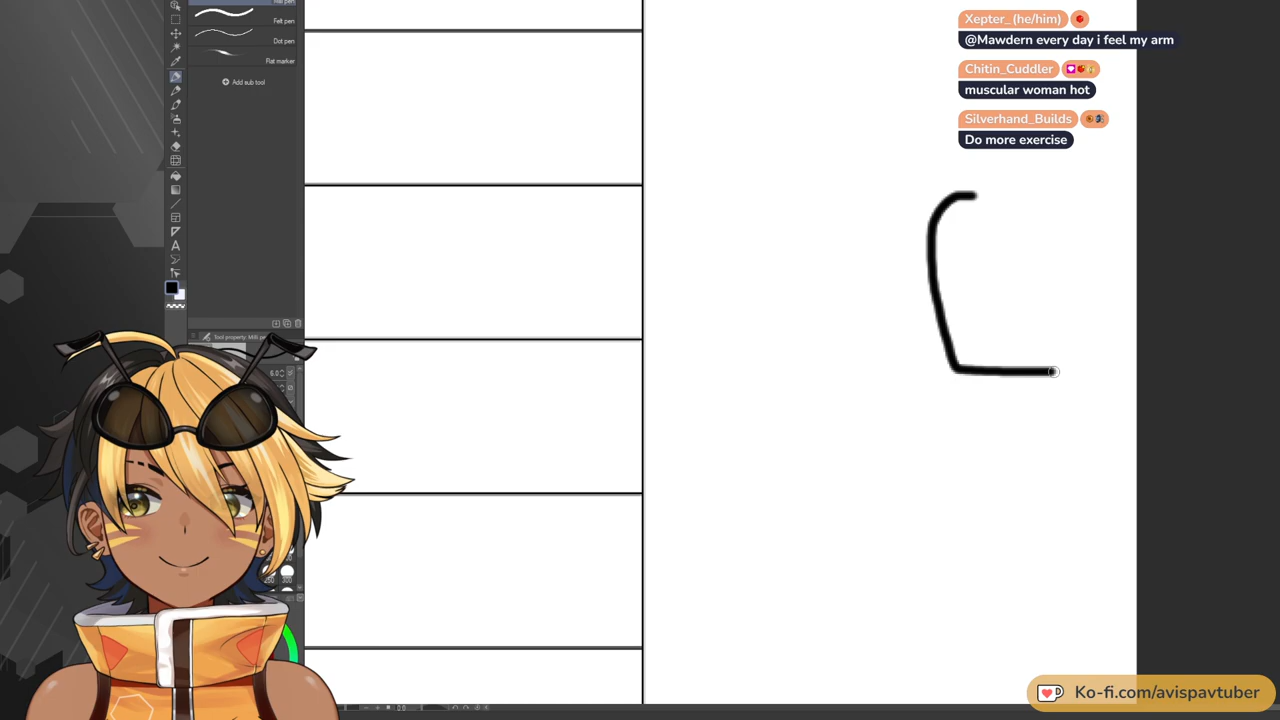 Felt pen
Dot pen
Flat marker
Add sub tool
Xepter_(he/him)
@Mawdern every day i feel my arm
Chitin_Cuddler
muscular woman hot
Silverhand_Builds
Do more exercise
Ko-fi.com/avispavtuber